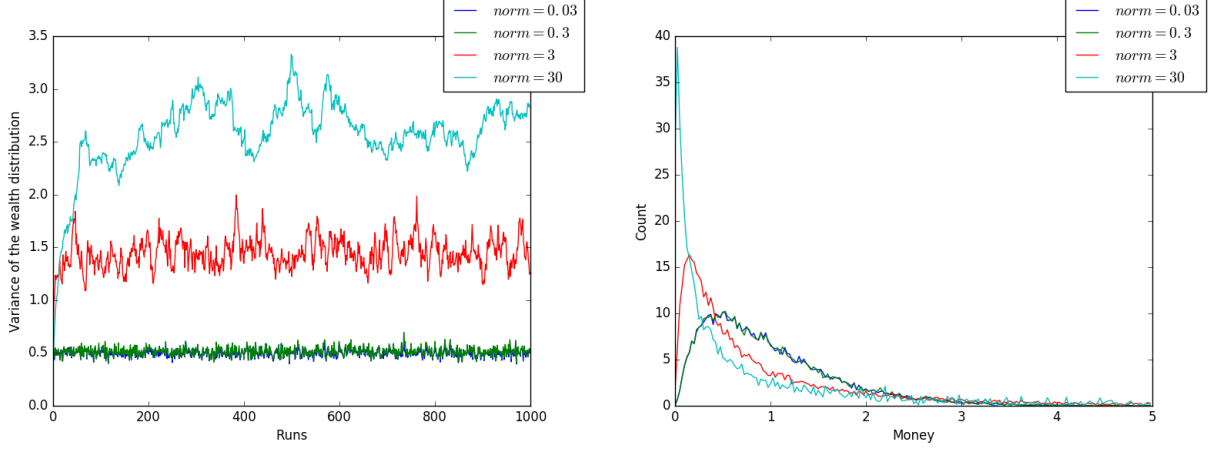 norm = 0.03
norm = 0.3
norm = 3
norm = 30
3.5
3.0
2.5
2.0
1.5
1.0
0.5
0.0
Variance of the wealth distribution
0 200 400 600 800 1000
Runs
norm = 0.03
norm = 0.3
norm = 3
norm = 30
40
35
30
25
20
15
10
5
0
Count
0 1 2 3 4 5
Money